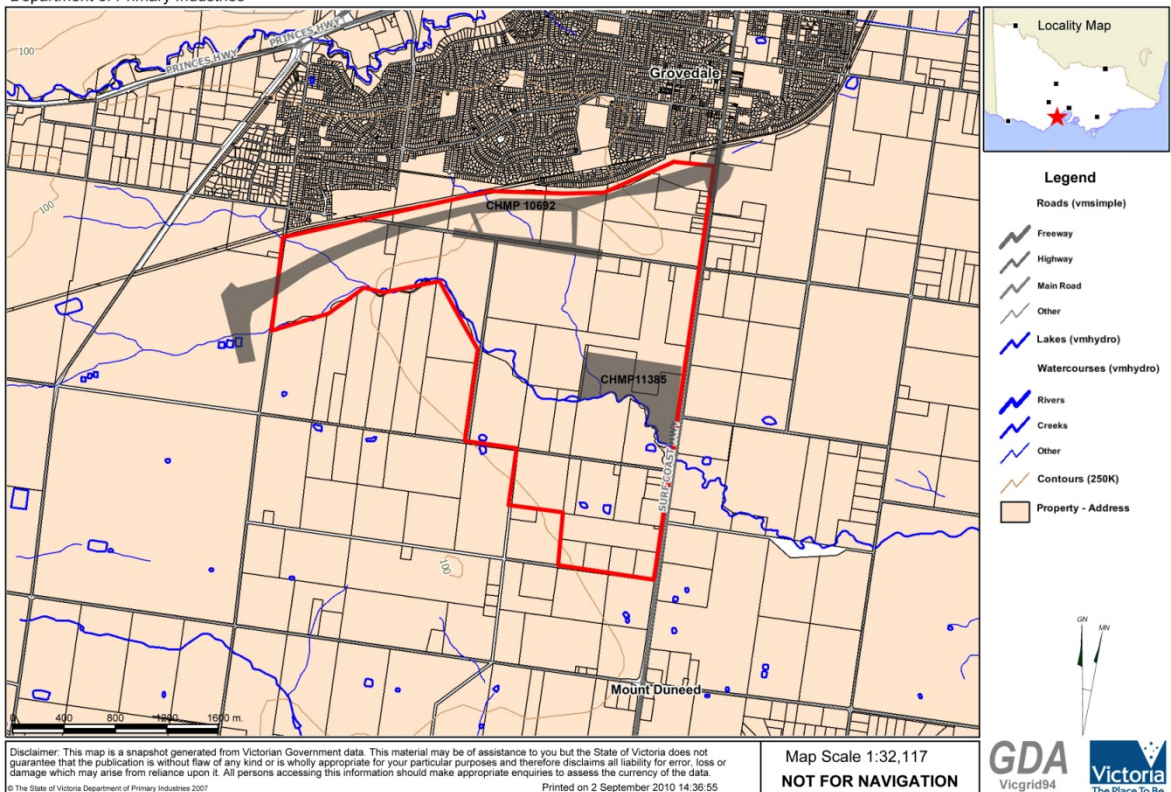 Department of Primary Industries
PRINCES HWY
PRINCES HWY
100
Grovedale
CHMP 10692
100
CHMP11385
SURF COAST HWY
100
Mount Duneed
0 400 800 1200 1600 m.
Locality Map
Legend
Roads (vmsimple)
Freeway
Highway
Main Road
Other
Lakes (vmhydro)
Watercourses (vmhydro)
Rivers
Creeks
Other
Contours (250K)
Property - Address
GN MN
Disclaimer: This map is a snapshot generated from Victorian Government data. This material may be of assistance to you but the State of Victoria does not
guarantee that the publication is without flaw of any kind or is wholly appropriate for your particular purposes and therefore disclaims all liability for error, loss or
damage which may arise from reliance upon it. All persons accessing this information should make appropriate enquiries to assess the currency of the data.
© The State of Victoria Department of Primary Industries 2007
Printed on 2 September 2010 14:36:55
Map Scale 1:32,117
NOT FOR NAVIGATION
GDA
Vicgrid94
Victoria
The Place To Be